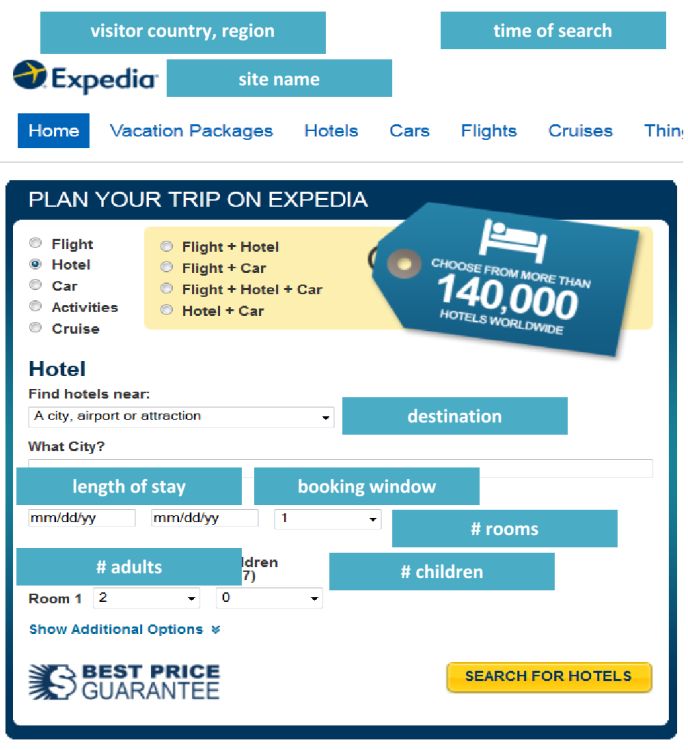 visitor country, region
time of search
Expedia
site name
Home Vacation Packages Hotels Cars Flights Cruises Thin
PLAN YOUR TRIP ON EXPEDIA
Flight
Hotel
Car
Activities
Cruise
Flight + Hotel
Flight + Car
Flight + Hotel + Car
Hotel + Car
CHOOSE FROM MORE THAN
140,000
HOTELS WORLDWIDE
Hotel
Find hotels near:
A city, airport or attraction
destination
What City?
length of stay
booking window
mm/dd/yy mm/dd/yy 1
# rooms
# adults
ldren
7)
# children
Room 1 2 0
Show Additional Options
BEST PRICE
GUARANTEE
SEARCH FOR HOTELS